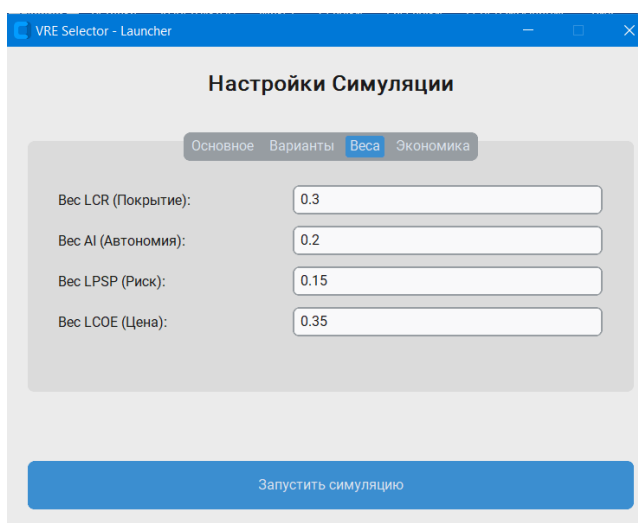 VRE Selector - Launcher
Настройки Симуляции
Основное Варианты Веса Экономика
Вес LCR (Покрытие): 0.3
Вес AI (Автономия): 0.2
Вес LPSP (Риск): 0.15
Вес LCOE (Цена): 0.35
Запустить симуляцию